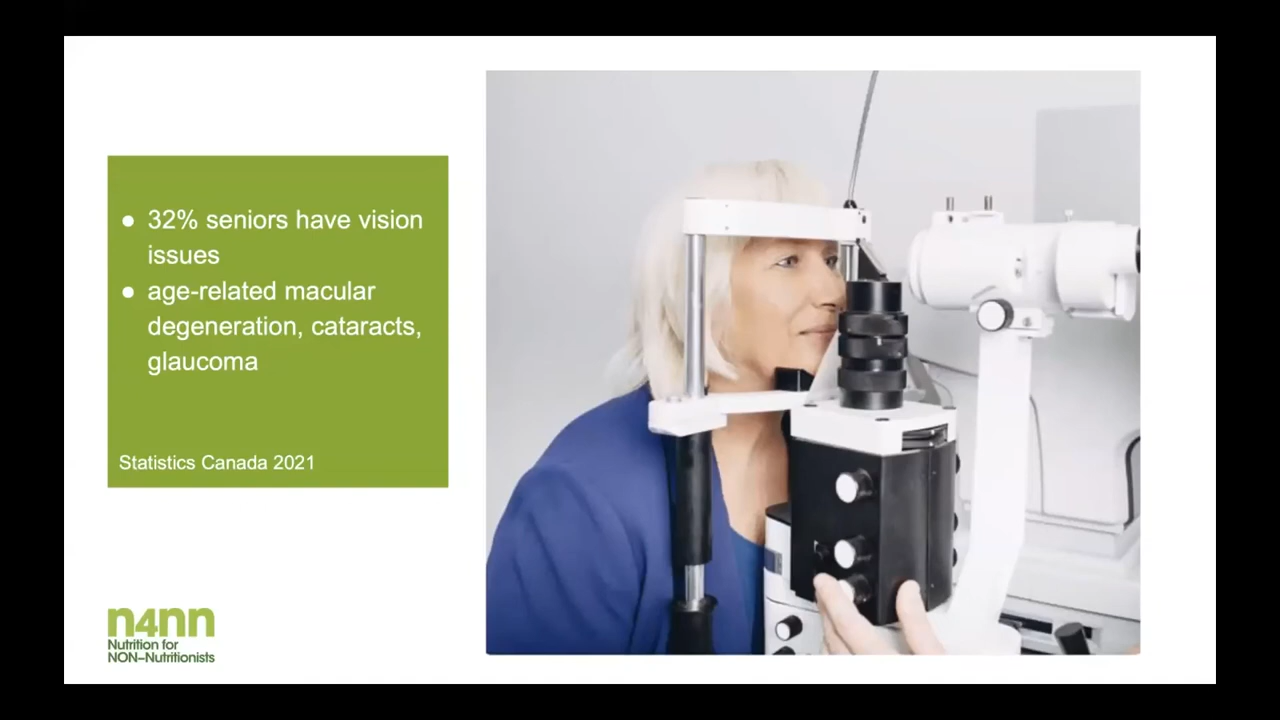 ● 32% seniors have vision
issues
● age-related macular
degeneration, cataracts,
glaucoma
Statistics Canada 2021
n4nn
Nutrition for
NON–Nutritionists